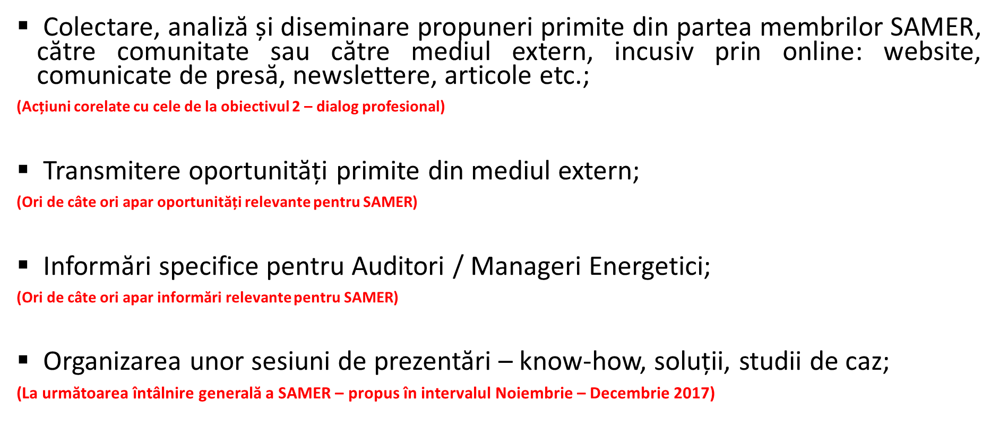 ▪ Colectare, analiză și diseminare propuneri primite din partea membrilor SAMER,
către comunitate sau către mediul extern, incusiv prin online: website,
comunicate de presă, newslettere, articole etc.;
(Acțiuni corelate cu cele de la obiectivul 2 – dialog profesional)
▪ Transmitere oportunități primite din mediul extern;
(Ori de câte ori apar oportunități relevante pentru SAMER)
▪ Informări specifice pentru Auditori / Manageri Energetici;
(Ori de câte ori apar informări relevante pentru SAMER)
▪ Organizarea unor sesiuni de prezentări – know-how, soluții, studii de caz;
(La următoarea întâlnire generală a SAMER – propus în intervalul Noiembrie – Decembrie 2017)